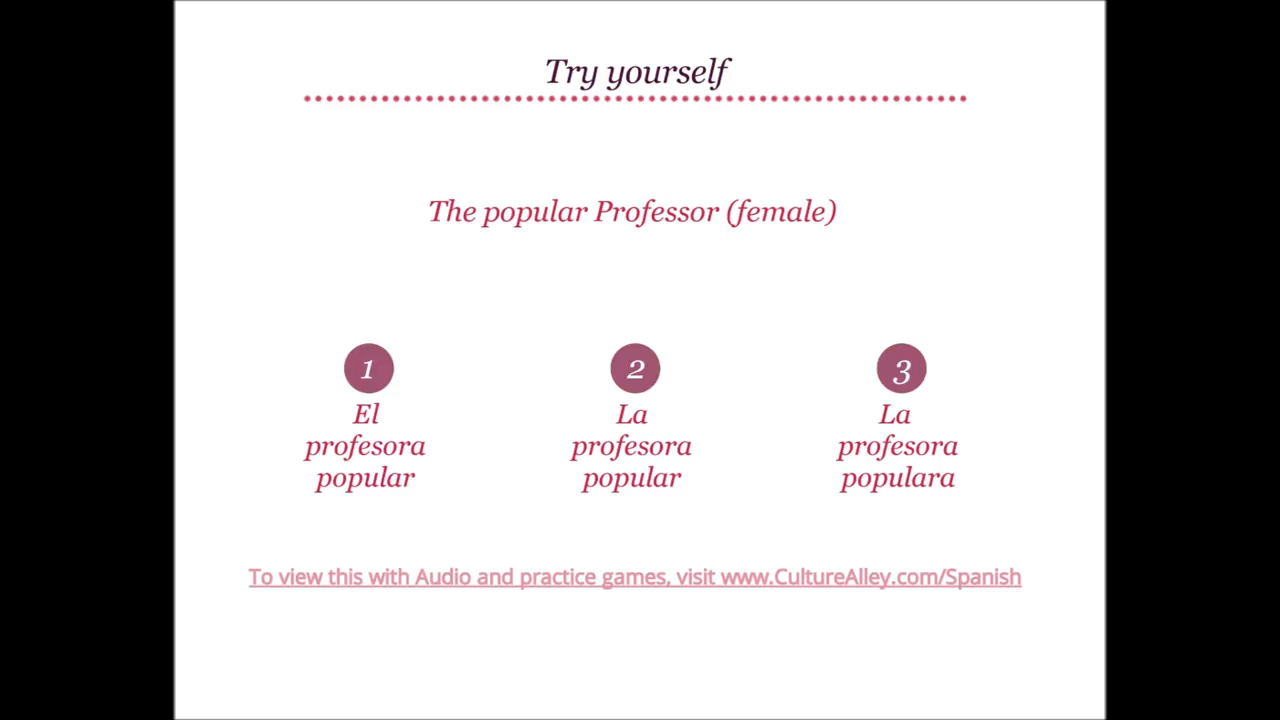 Try yourself
The popular Professor (female)
1
El
profesora
popular
2
La
profesora
popular
3
La
profesora
populara
To view this with Audio and practice games, visit www.CultureAlley.com/Spanish